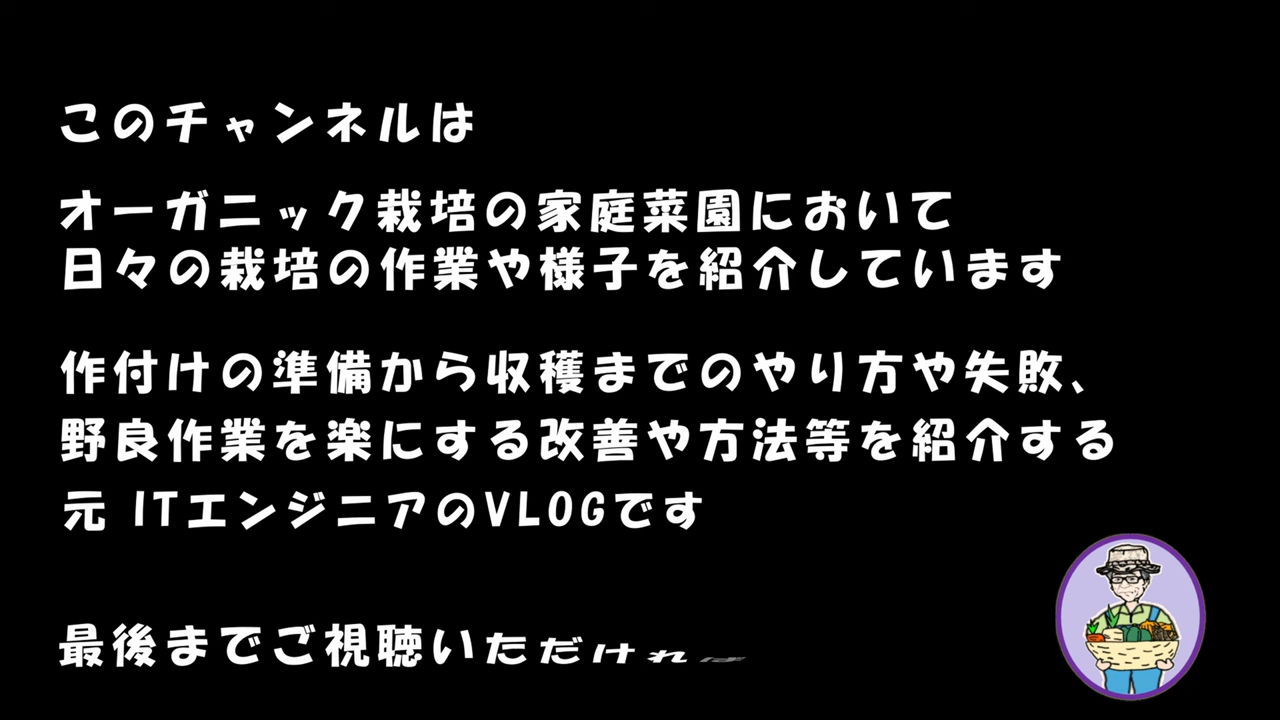 このチャンネルは
オーガニック栽培の家庭菜園において
日々の栽培の作業や様子を紹介しています
作付けの準備から収穫までのやり方や失敗、
野良作業を楽にする改善や方法等を紹介する
元 ITエンジニアのVLOGです
最後までご視聴いただければ